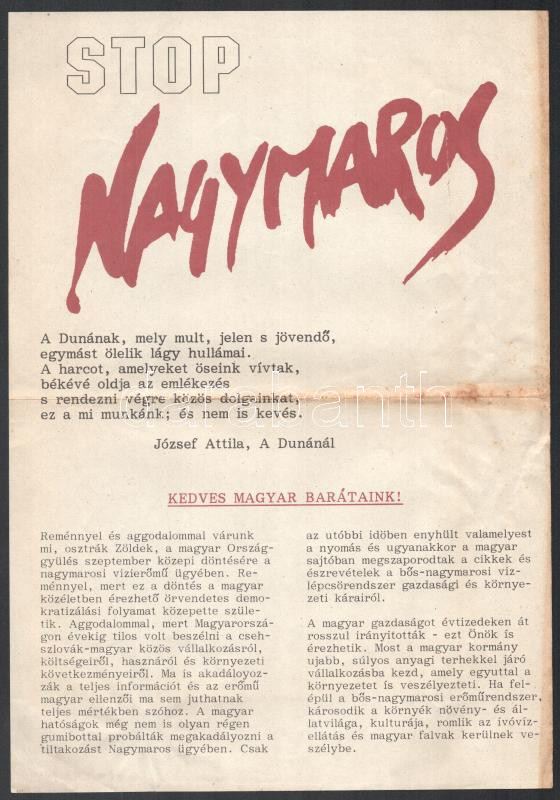 STOP
NAGYMAROS
A Dunának, mely mult, jelen s jövendő,
egymást ölelik lágy hullámai.
A harcot, amelyeket öseink vívtak,
békévé oldja az emlékezés
s rendezni végre közös dolgainkat,
ez a mi munkánk; és nem is kevés.
József Attila, A Dunánál
KEDVES MAGYAR BARÁTAINK!
Reménnyel és aggodalommal várunk
mi, osztrák Zöldek, a magyar Ország-
gyülés szeptember közepi döntésére a
nagymarosi vizierőmű ügyében. Re-
ménnyel, mert ez a döntés a magyar
közéletben érezhető örvendetes demo-
kratizálási folyamat közepette szüle-
tik. Aggodalommal, mert Magyarorszá-
gon évekig tilos volt beszélni a cseh-
szlovák-magyar közös vállalkozásról,
költségeiről, hasznáról és környezeti
következményeiről. Ma is akadályoz-
zák a teljes információt és az erőmű
magyar ellenzői ma sem juthatnak
teljes mértékben szóhoz. A magyar
hatóságok még nem is olyan régen
gumibottal probálták megakadályozni a
tiltakozást Nagymaros ügyében. Csak
az utóbbi idöben enyhült valamelyest
a nyomás és ugyanakkor a magyar
sajtóban megszaporodtak a cikkek és
észrevételek a bős-nagymarosi viz-
lépcsörendszer gazdasági és környe-
zeti kárairól.
A magyar gazdaságot évtizedeken át
rosszul irányították - ezt Önök is
érezhetik. Most a magyar kormány
ujabb, súlyos anyagi terhekkel járó
vállalkozásba kezd, amely egyuttal a
környezetet is veszélyezteti. Ha fel-
épül a bős-nagymarosi erőműrendszer,
károsodik a környék növény- és ál-
latvilága, kulturája, romlik az ivóvíz-
ellátás és magyar falvak kerülnek ve-
szélybe.
darabanth